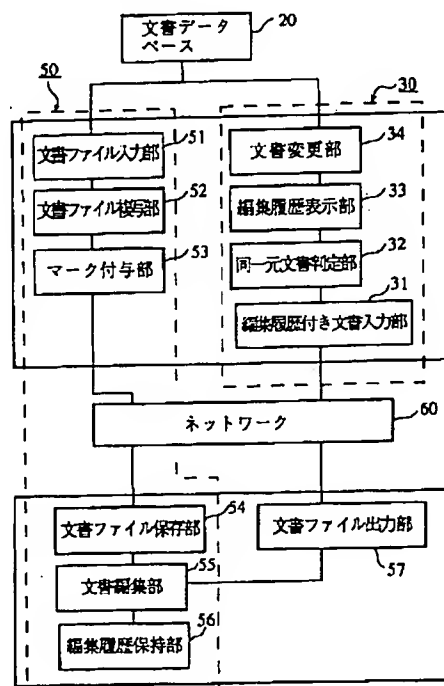 文書データ
ベース
20
50
30
文書ファイル入力部
51
文書変更部
34
文書ファイル複写部
52
編集履歴表示部
33
マーク付与部
53
同一元文書判定部
32
編集履歴付き文書入力部
31
ネットワーク
60
文書ファイル保存部
54
文書ファイル出力部
57
文書編集部
55
編集履歴保持部
56